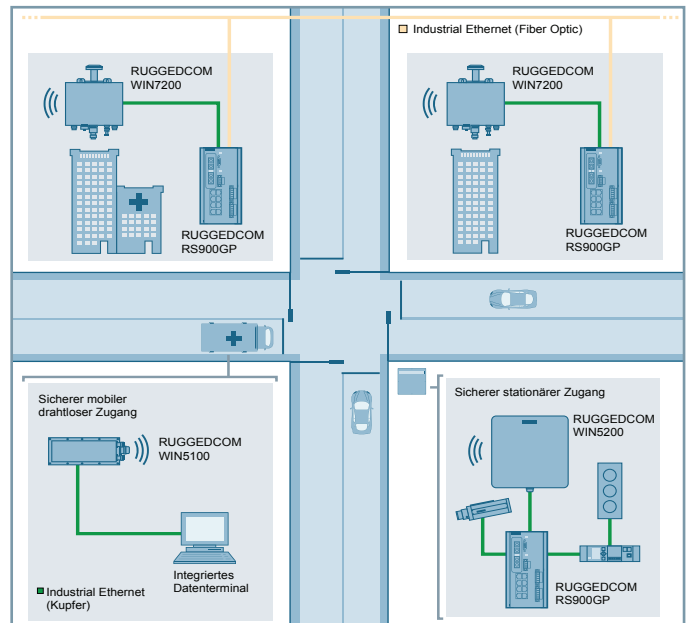 Industrial Ethernet (Fiber Optic)
RUGGEDCOM
WIN7200
RUGGEDCOM
RS900GP
RUGGEDCOM
WIN7200
RUGGEDCOM
RS900GP
Sicherer mobiler
drahtloser Zugang
RUGGEDCOM
WIN5100
Integriertes
Datenterminal
Industrial Ethernet
(Kupfer)
Sicherer stationärer Zugang
RUGGEDCOM
WIN5200
RUGGEDCOM
RS900GP